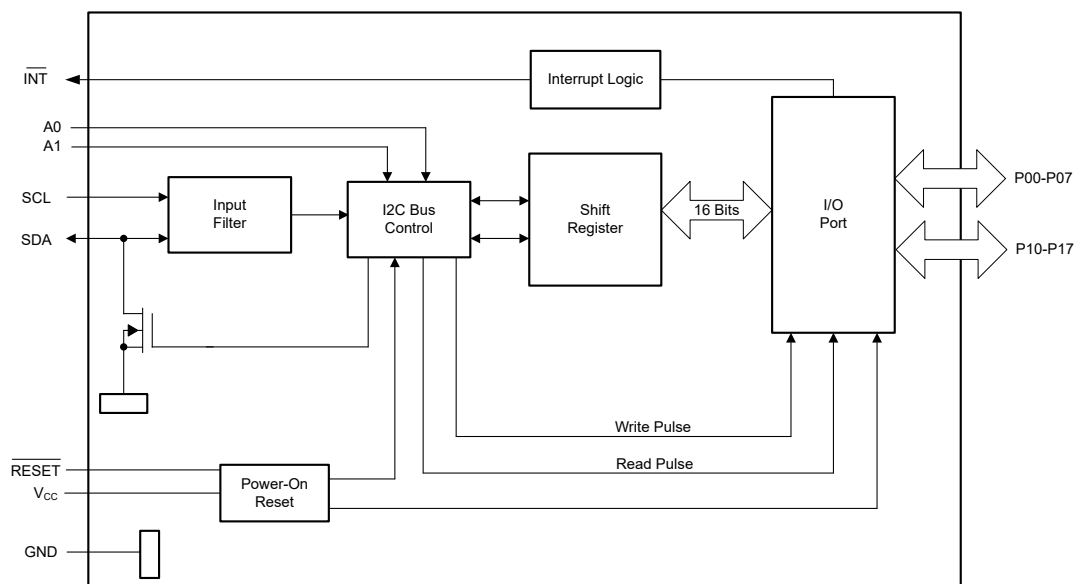 INT
Interrupt Logic
A0
A1
SCL
SDA
Input
Filter
I2C Bus
Control
Shift
Register
16 Bits
I/O
Port
P00-P07
P10-P17
Write Pulse
Read Pulse
RESET
VCC
Power-On
Reset
GND